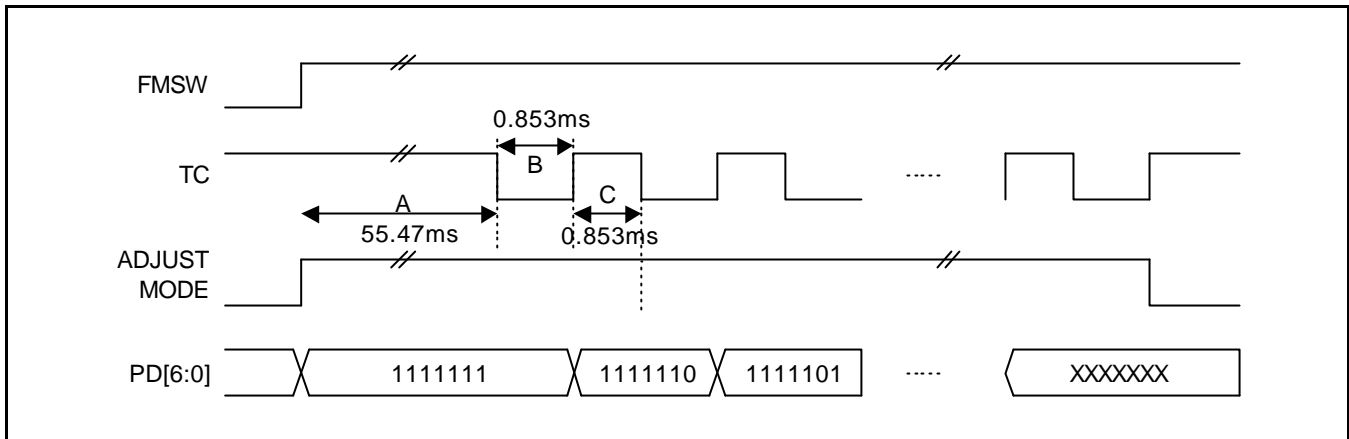 FMSW
0.853ms
TC
B
A
C
55.47ms
0.853ms
ADJUST
MODE
PD[6:0]
1111111
1111110
1111101
.....
XXXXXXX